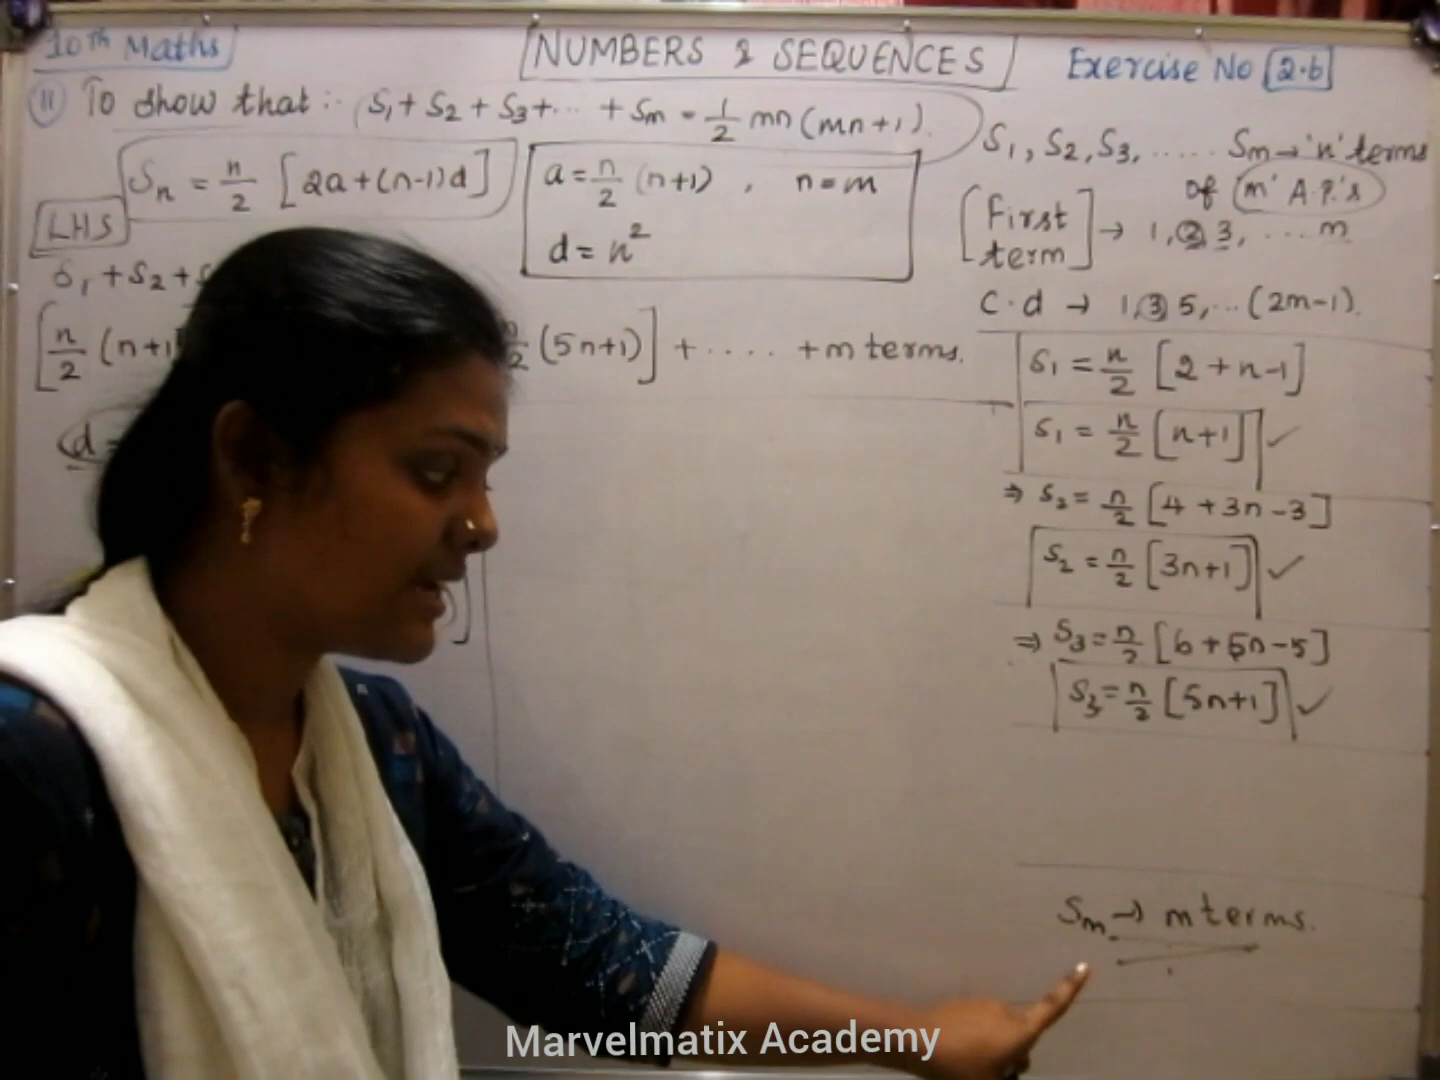 10th Maths
NUMBERS & SEQUENCES
Exercise No 2.6
11 To show that :- S₁ + S₂ + S₃ + ... + Sm = 1/2 mn (mn+1).
Sn = n/2 [2a+(n-1)d]
a = n/2 (n+1) , n = m
d = n²
LHS
S₁ + S₂ +
[n/2 (n+1
(5n+1)] + .... + m terms.
(d =
S₁, S₂, S₃, ..... Sm → 'n' terms
of 'm' A.P.'s
[First term] → 1, 2, 3, ... m
C.d → 1, 3, 5, ... (2m-1).
S₁ = n/2 [2 + n-1]
S₁ = n/2 [n+1] ✓
⇒ S₂ = n/2 [4 + 3n - 3]
S₂ = n/2 [3n+1] ✓
⇒ S₃ = n/2 [6 + 5n - 5]
S₃ = n/2 [5n+1] ✓
Sm → m terms.
Marvelmatix Academy